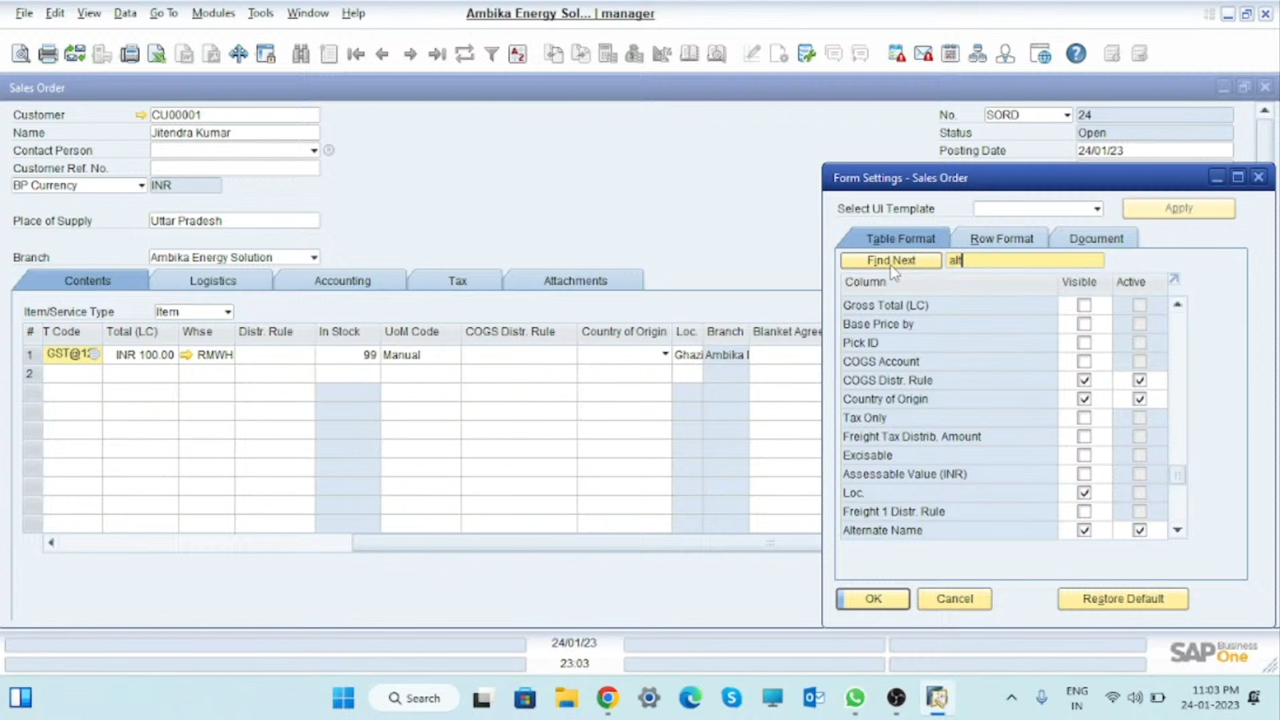 File Edit View Data Go To Modules Tools Window Help
Ambika Energy Sol... | manager
Sales Order
Customer CU00001
Name Jitendra Kumar
Contact Person
Customer Ref. No.
BP Currency INR
Place of Supply Uttar Pradesh
Branch Ambika Energy Solution
No. SORD 24
Status Open
Posting Date 24/01/23
Contents Logistics Accounting Tax Attachments
Item/Service Type Item
# T Code Total (LC) Whse Distr. Rule In Stock UoM Code COGS Distr. Rule Country of Origin Loc. Branch Blanket Agree
1 GST@12 INR 100.00 RMWH 99 Manual Ghazi Ambika
2
Form Settings - Sales Order
Select UI Template Apply
Table Format Row Format Document
Find Next alt
Column Visible Active
Gross Total (LC)
Base Price by
Pick ID
COGS Account
COGS Distr. Rule
Country of Origin
Tax Only
Freight Tax Distrib. Amount
Excisable
Assessable Value (INR)
Loc.
Freight 1 Distr. Rule
Alternate Name
OK Cancel Restore Default
24/01/23
23:03
SAP Business One
Search
ENG
IN
11:03 PM
24-01-2023